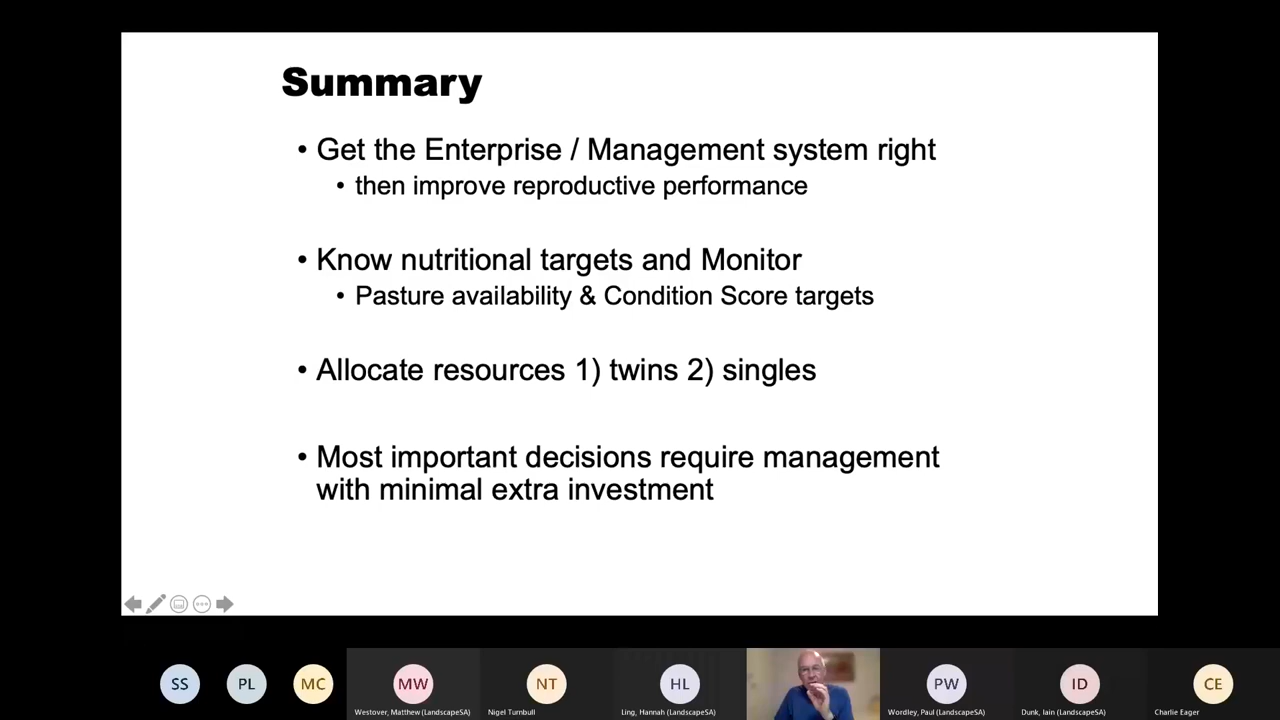 Summary
• Get the Enterprise / Management system right
• then improve reproductive performance
• Know nutritional targets and Monitor
• Pasture availability & Condition Score targets
• Allocate resources 1) twins 2) singles
• Most important decisions require management
with minimal extra investment
SS
PL
MC
MW
NT
HL
PW
ID
CE
Westover, Matthew (LandscapeSA)
Nigel Turnbull
Ling, Hannah (LandscapeSA)
Wordley, Paul (LandscapeSA)
Dunk, Iain (LandscapeSA)
Charlie Eager